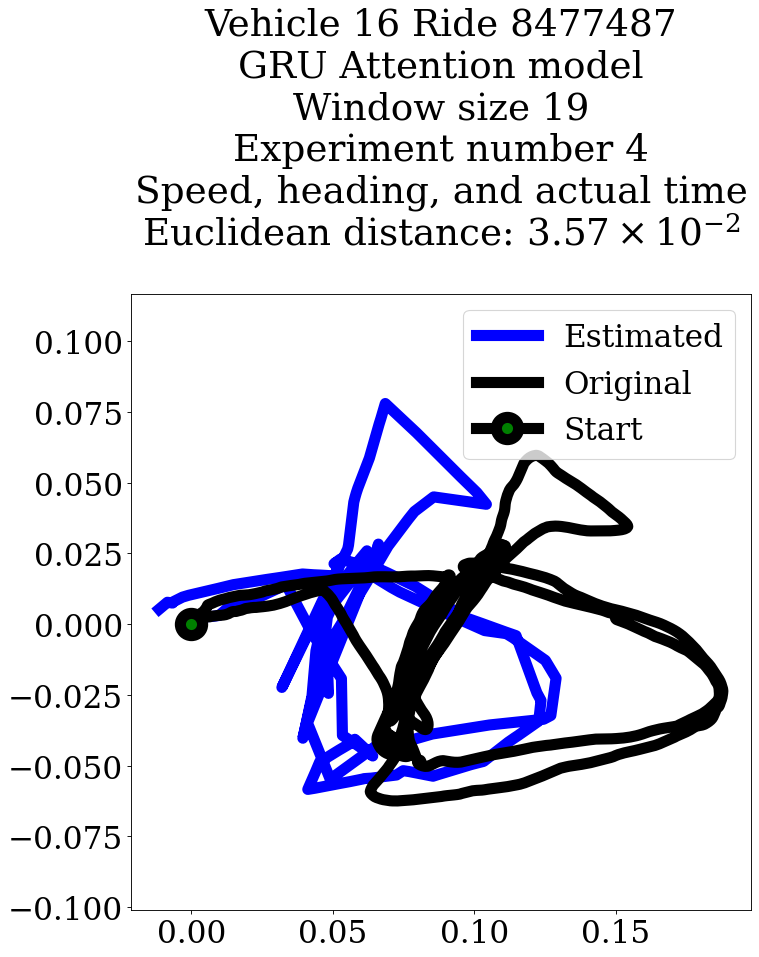 Vehicle 16 Ride 8477487
GRU Attention model
Window size 19
Experiment number 4
Speed, heading, and actual time
Euclidean distance: 3.57 × 10⁻²
Estimated
Original
Start
0.100
0.075
0.050
0.025
0.000
−0.025
−0.050
−0.075
−0.100
0.00 0.05 0.10 0.15